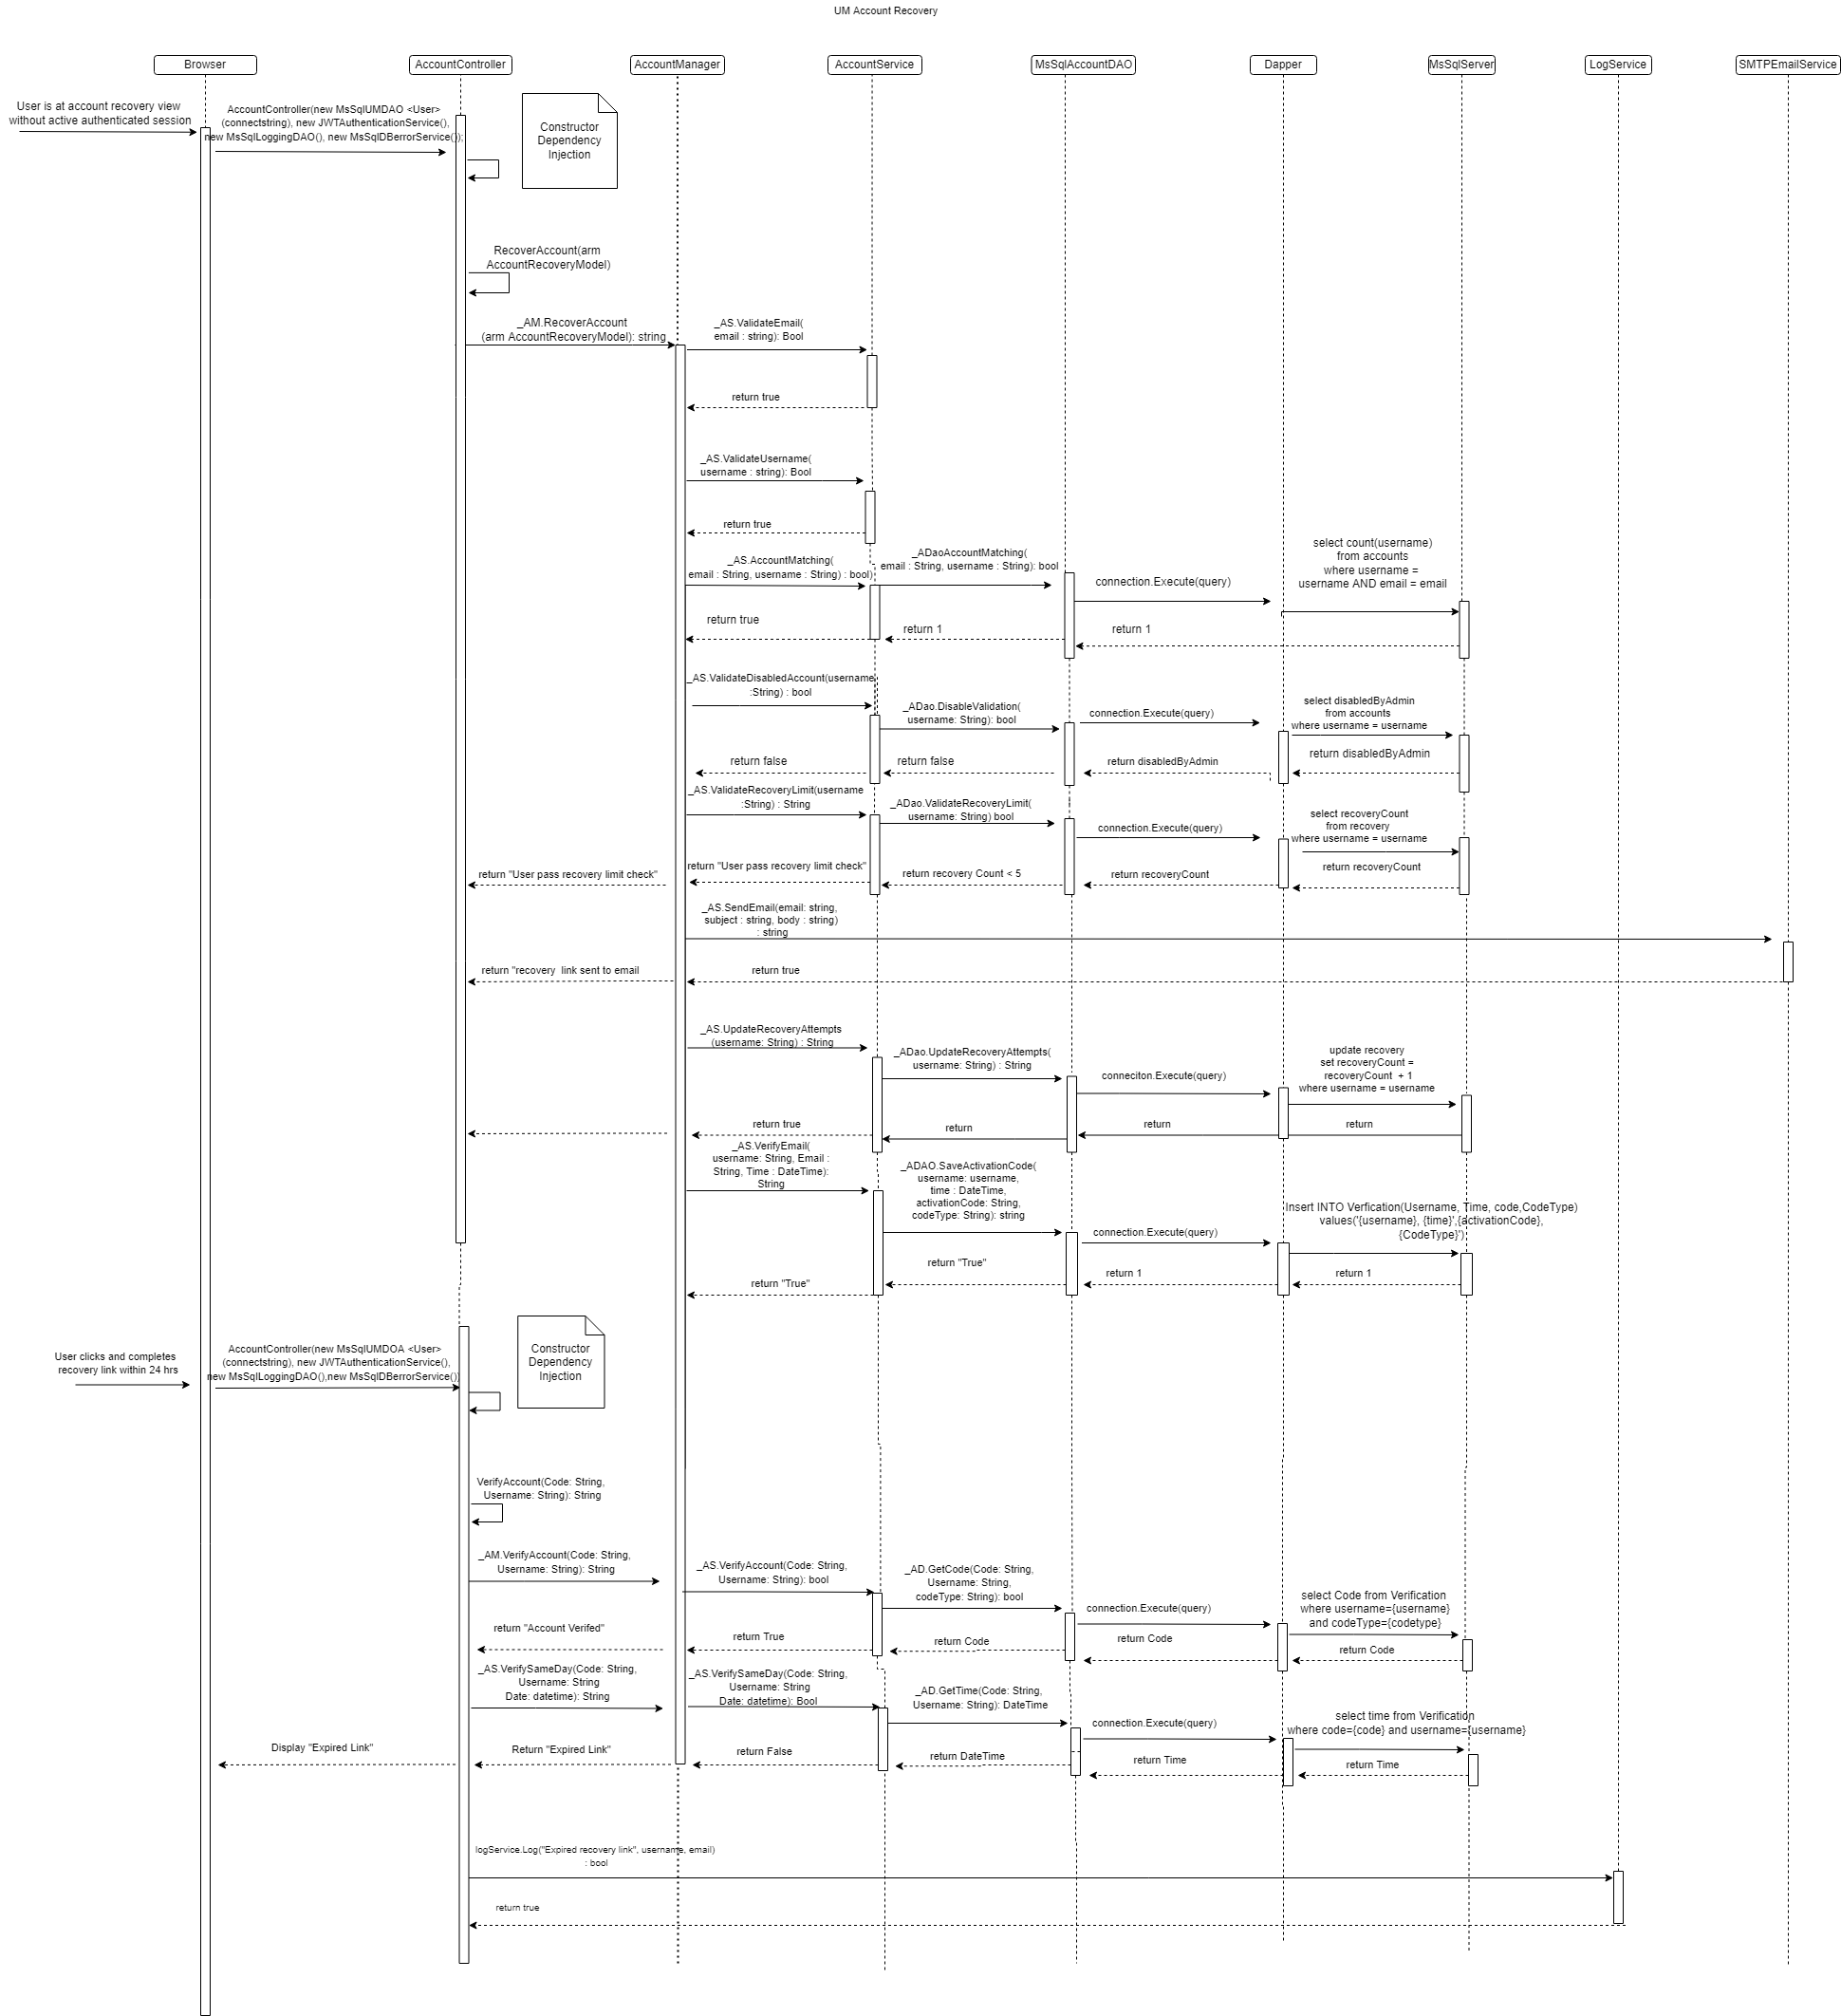 UM Account Recovery
Browser
AccountController
AccountManager
AccountService
MsSqlAccountDAO
Dapper
MsSqlServer
LogService
SMTPEmailService
User is at account recovery view
without active authenticated session
AccountController(new MsSqlUMDAO <User>
(connectstring), new JWTAuthenticationService(),
new MsSqlLoggingDAO(), new MsSqlDBerrorService());
Constructor
Dependency
Injection
RecoverAccount(arm
AccountRecoveryModel)
_AM.RecoverAccount
(arm AccountRecoveryModel): string
_AS.ValidateEmail(
email : string): Bool
return true
_AS.ValidateUsername(
username : string): Bool
return true
_AS.AccountMatching(
email : String, username : String) : bool)
_ADaoAccountMatching(
email : String, username : String): bool
connection.Execute(query)
select count(username)
from accounts
where username =
username AND email = email
return true
return 1
return 1
_AS.ValidateDisabledAccount(username
:String) : bool
_ADao.DisableValidation(
username: String): bool
connection.Execute(query)
select disabledByAdmin
from accounts
where username = username
return false
return false
return disabledByAdmin
return disabledByAdmin
_AS.ValidateRecoveryLimit(username
:String) : String
_ADao.ValidateRecoveryLimit(
username: String) bool
connection.Execute(query)
select recoveryCount
from recovery
where username = username
return "User pass recovery limit check"
return "User pass recovery limit check"
return recovery Count < 5
return recoveryCount
return recoveryCount
_AS.SendEmail(email: string,
subject : string, body : string)
: string
return "recovery  link sent to email
return true
_AS.UpdateRecoveryAttempts
(username: String) : String
_ADao.UpdateRecoveryAttempts(
username: String) : String
conneciton.Execute(query)
update recovery
set recoveryCount =
recoveryCount  + 1
where username = username
return true
return
return
return
_AS.VerifyEmail(
username: String, Email :
String, Time : DateTime):
String
_ADAO.SaveActivationCode(
username: username,
time : DateTime,
activationCode: String,
codeType: String): string
connection.Execute(query)
Insert INTO Verfication(Username, Time, code,CodeType)
values('{username}, {time}',{activationCode},
{CodeType}')
return "True"
return "True"
return 1
return 1
User clicks and completes
recovery link within 24 hrs
AccountController(new MsSqlUMDOA <User>
(connectstring), new JWTAuthenticationService(),
new MsSqlLoggingDAO(),new MsSqlDBerrorService()
Constructor
Dependency
Injection
VerifyAccount(Code: String,
Username: String): String
_AM.VerifyAccount(Code: String,
Username: String): String
_AS.VerifyAccount(Code: String,
Username: String): bool
_AD.GetCode(Code: String,
Username: String,
codeType: String): bool
connection.Execute(query)
select Code from Verification
where username={username}
and codeType={codetype}
return "Account Verifed"
return True
return Code
return Code
return Code
_AS.VerifySameDay(Code: String,
Username: String
Date: datetime): String
_AS.VerifySameDay(Code: String,
Username: String
Date: datetime): Bool
_AD.GetTime(Code: String,
Username: String): DateTime
connection.Execute(query)
select time from Verification
where code={code} and username={username}
Display "Expired Link"
Return "Expired Link"
return False
return DateTime
return Time
return Time
logService.Log("Expired recovery link", username, email)
: bool
return true